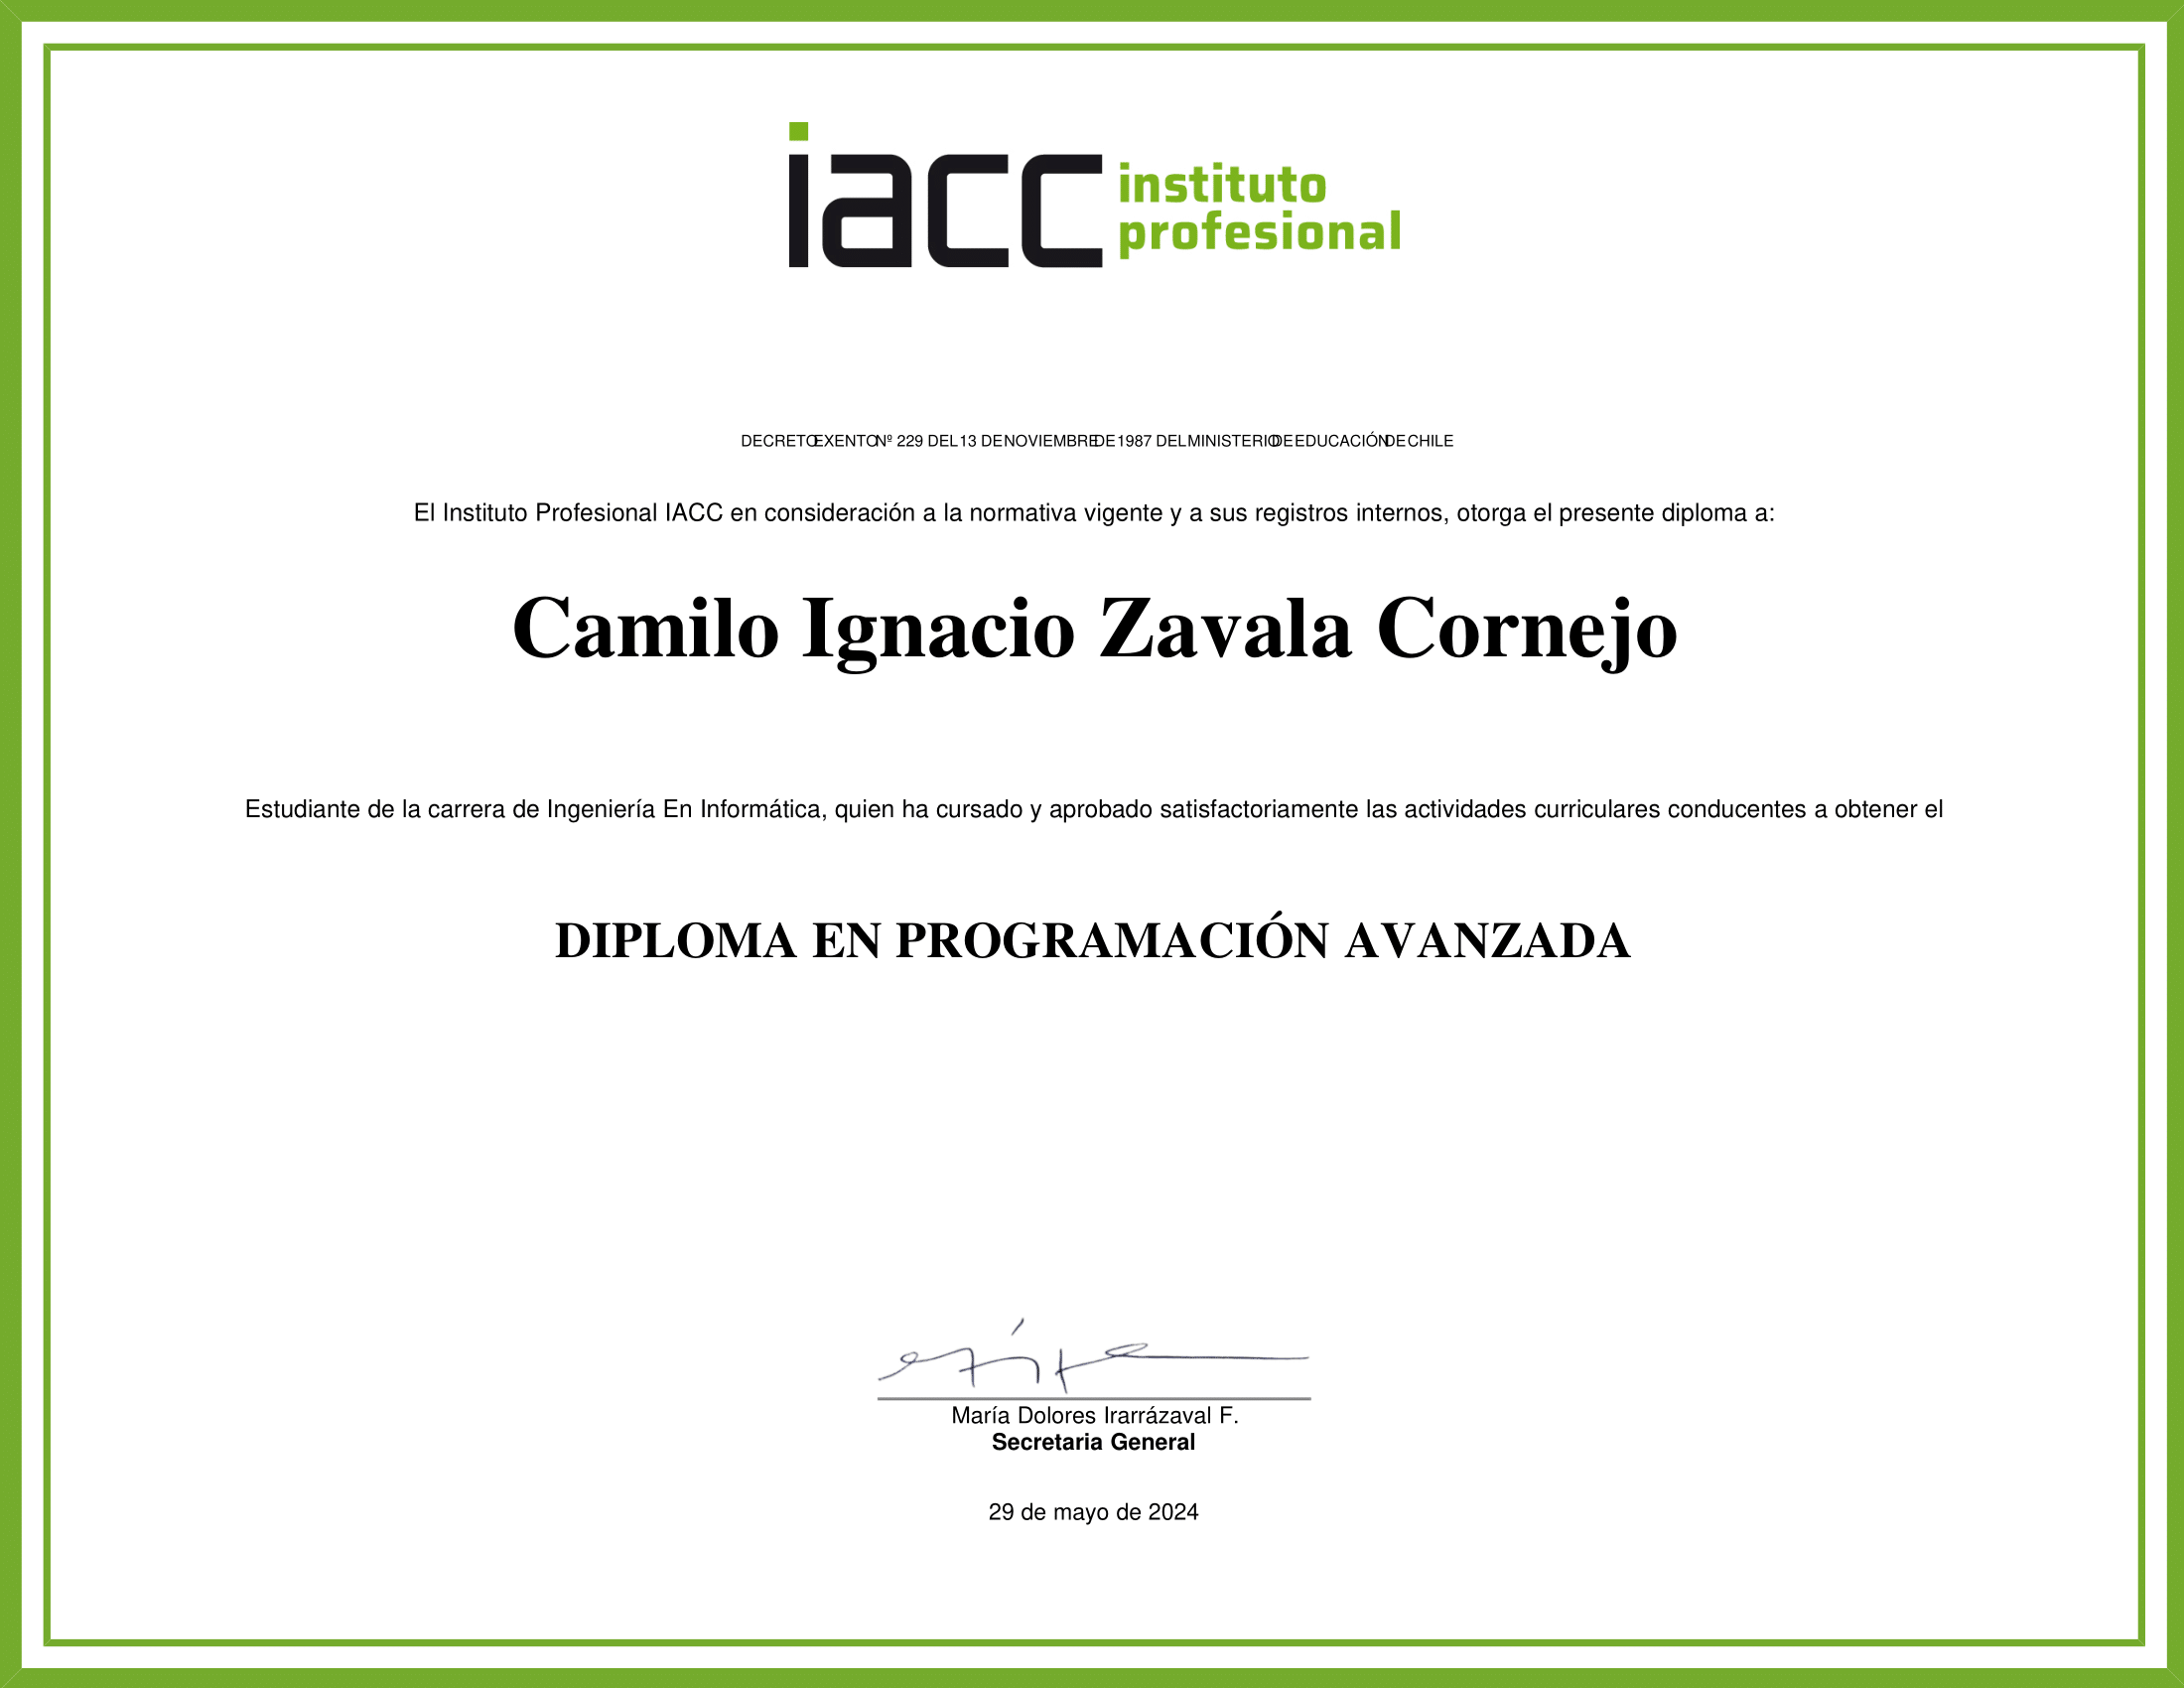 iacc instituto profesional
DECRETO EXENTO Nº 229 DEL 13 DE NOVIEMBRE DE 1987 DEL MINISTERIO DE EDUCACIÓN DE CHILE
El Instituto Profesional IACC en consideración a la normativa vigente y a sus registros internos, otorga el presente diploma a:
Camilo Ignacio Zavala Cornejo
Estudiante de la carrera de Ingeniería En Informática, quien ha cursado y aprobado satisfactoriamente las actividades curriculares conducentes a obtener el
DIPLOMA EN PROGRAMACIÓN AVANZADA
María Dolores Irarrázaval F.
Secretaria General
29 de mayo de 2024